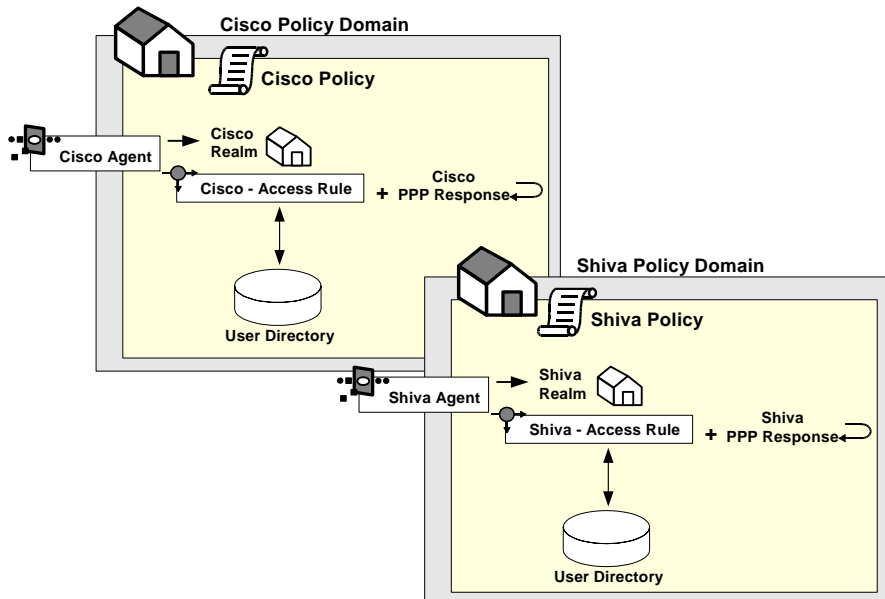 Cisco Policy Domain
Cisco Policy
Cisco Agent
Cisco
Realm
Cisco - Access Rule
+
Cisco
PPP Response
User Directory
Shiva Policy Domain
Shiva Policy
Shiva Agent
Shiva
Realm
Shiva - Access Rule
+
Shiva
PPP Response
User Directory